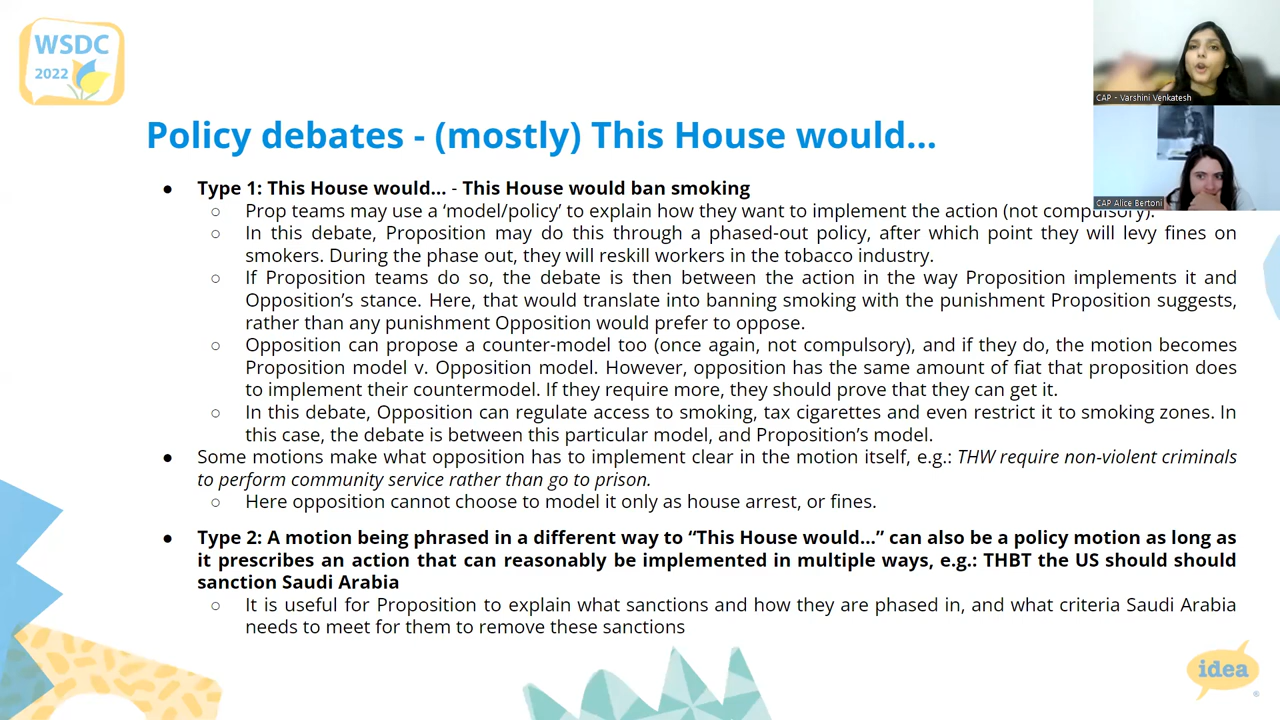 WSDC
2022
CAP - Varshini Venkatesh
CAP Alice Bertoni
Policy debates - (mostly) This House would...
● Type 1: This House would... - This House would ban smoking
○ Prop teams may use a ‘model/policy’ to explain how they want to implement the action (not compulsory).
○ In this debate, Proposition may do this through a phased-out policy, after which point they will levy fines on
smokers. During the phase out, they will reskill workers in the tobacco industry.
○ If Proposition teams do so, the debate is then between the action in the way Proposition implements it and
Opposition’s stance. Here, that would translate into banning smoking with the punishment Proposition suggests,
rather than any punishment Opposition would prefer to oppose.
○ Opposition can propose a counter-model too (once again, not compulsory), and if they do, the motion becomes
Proposition model v. Opposition model. However, opposition has the same amount of fiat that proposition does
to implement their countermodel. If they require more, they should prove that they can get it.
○ In this debate, Opposition can regulate access to smoking, tax cigarettes and even restrict it to smoking zones. In
this case, the debate is between this particular model, and Proposition’s model.
● Some motions make what opposition has to implement clear in the motion itself, e.g.: THW require non-violent criminals
to perform community service rather than go to prison.
○ Here opposition cannot choose to model it only as house arrest, or fines.
● Type 2: A motion being phrased in a different way to “This House would...” can also be a policy motion as long as
it prescribes an action that can reasonably be implemented in multiple ways, e.g.: THBT the US should should
sanction Saudi Arabia
○ It is useful for Proposition to explain what sanctions and how they are phased in, and what criteria Saudi Arabia
needs to meet for them to remove these sanctions
idea
®